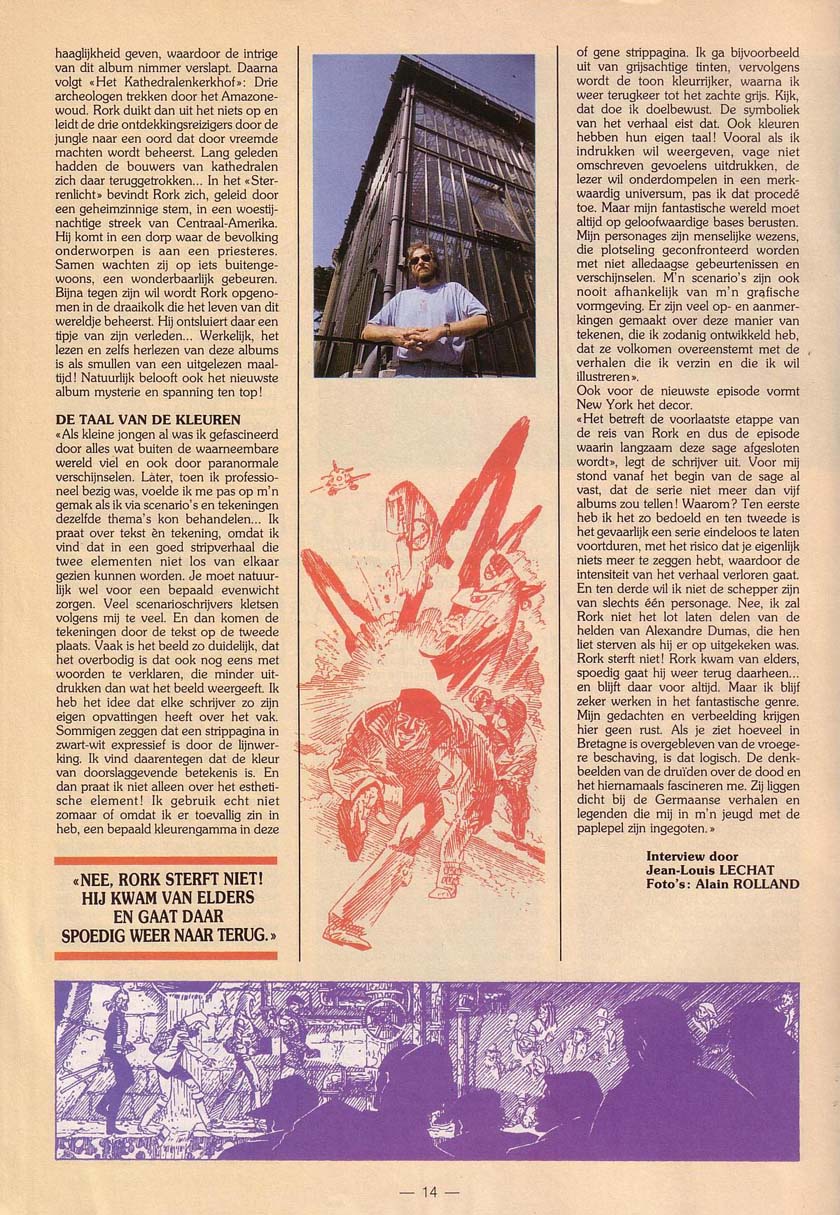 haaglijkheid geven, waardoor de intrige
van dit album nimmer verslapt. Daarna
volgt «Het Kathedralenkerkhof»: Drie
archeologen trekken door het Amazone-
woud. Rork duikt dan uit het niets op en
leidt de drie ontdekkingsreizigers door de
jungle naar een oord dat door vreemde
machten wordt beheerst. Lang geleden
hadden de bouwers van kathedralen
zich daar teruggetrokken... In het «Ster-
renlicht» bevindt Rork zich, geleid door
een geheimzinnige stem, in een woestij-
nachtige streek van Centraal-Amerika.
Hij komt in een dorp waar de bevolking
onderworpen is aan een priesteres.
Samen wachten zij op iets buitenge-
woons, een wonderbaarlijk gebeuren.
Bijna tegen zijn wil wordt Rork opgeno-
men in de draaikolk die het leven van dit
wereldje beheerst. Hij ontsluiert daar een
tipje van zijn verleden... Werkelijk, het
lezen en zelfs herlezen van deze albums
is als smullen van een uitgelezen maal-
tijd! Natuurlijk belooft ook het nieuwste
album mysterie en spanning ten top!
DE TAAL VAN DE KLEUREN
«Als kleine jongen al was ik gefascineerd
door alles wat buiten de waarneembare
wereld viel en ook door paranormale
verschijnselen. Làter, toen ik professio-
neel bezig was, voelde ik me pas op m'n
gemak als ik via scenario's en tekeningen
dezelfde thema's kon behandelen... Ik
praat over tekst èn tekening, omdat ik
vind dat in een goed stripverhaal die
twee elementen niet los van elkaar
gezien kunnen worden. Je moet natuur-
lijk wel voor een bepaald evenwicht
zorgen. Veel scenarioschrijvers kletsen
volgens mij te veel. En dan komen de
tekeningen door de tekst op de tweede
plaats. Vaak is het beeld zo duidelijk, dat
het overbodig is dat ook nog eens met
woorden te verklaren, die minder uit-
drukken dan wat het beeld weergeeft. Ik
heb het idee dat elke schrijver zo zijn
eigen opvattingen heeft over het vak.
Sommigen zeggen dat een strippagina in
zwart-wit expressief is door de lijnwer-
king. Ik vind daarentegen dat de kleur
van doorslaggevende betekenis is. En
dan praat ik niet alleen over het estheti-
sche element! Ik gebruik echt niet
zomaar of omdat ik er toevallig zin in
heb, een bepaald kleurengamma in deze
«NEE, RORK STERFT NIET!
HIJ KWAM VAN ELDERS
EN GAAT DAAR
SPOEDIG WEER NAAR TERUG.»
of gene strippagina. Ik ga bijvoorbeeld
uit van grijsachtige tinten, vervolgens
wordt de toon kleurrijker, waarna ik
weer terugkeer tot het zachte grijs. Kijk,
dat doe ik doelbewust. De symboliek
van het verhaal eist dat. Ook kleuren
hebben hun eigen taal! Vooral als ik
indrukken wil weergeven, vage niet
omschreven gevoelens uitdrukken, de
lezer wil onderdompelen in een merk-
waardig universum, pas ik dat procedé
toe. Maar mijn fantastische wereld moet
altijd op geloofwaardige bases berusten.
Mijn personages zijn menselijke wezens,
die plotseling geconfronteerd worden
met niet alledaagse gebeurtenissen en
verschijnselen. M'n scenario's zijn ook
nooit afhankelijk van m'n grafische
vormgeving. Er zijn veel op- en aanmer-
kingen gemaakt over deze manier van
tekenen, die ik zodanig ontwikkeld heb,
dat ze volkomen overeenstemt met de
verhalen die ik verzin en die ik wil
illustreren».
Ook voor de nieuwste episode vormt
New York het decor.
«Het betreft de voorlaatste etappe van
de reis van Rork en dus de episode
waarin langzaam deze sage afgesloten
wordt», legt de schrijver uit. Voor mij
stond vanaf het begin van de sage al
vast, dat de serie niet meer dan vijf
albums zou tellen! Waarom? Ten eerste
heb ik het zo bedoeld en ten tweede is
het gevaarlijk een serie eindeloos te laten
voortduren, met het risico dat je eigenlijk
niets meer te zeggen hebt, waardoor de
intensiteit van het verhaal verloren gaat.
En ten derde wil ik niet de schepper zijn
van slechts één personage. Nee, ik zal
Rork niet het lot laten delen van de
helden van Alexandre Dumas, die hen
liet sterven als hij er op uitgekeken was.
Rork sterft niet! Rork kwam van elders,
spoedig gaat hij weer terug daarheen...
en blijft daar voor altijd. Maar ik blijf
zeker werken in het fantastische genre.
Mijn gedachten en verbeelding krijgen
hier geen rust. Als je ziet hoeveel in
Bretagne is overgebleven van de vroege-
re beschaving, is dat logisch. De denk-
beelden van de druïden over de dood en
het hiernamaals fascineren me. Zij liggen
dicht bij de Germaanse verhalen en
legenden die mij in m'n jeugd met de
paplepel zijn ingegoten.»
Interview door
Jean-Louis LECHAT
Foto's: Alain ROLLAND
— 14 —